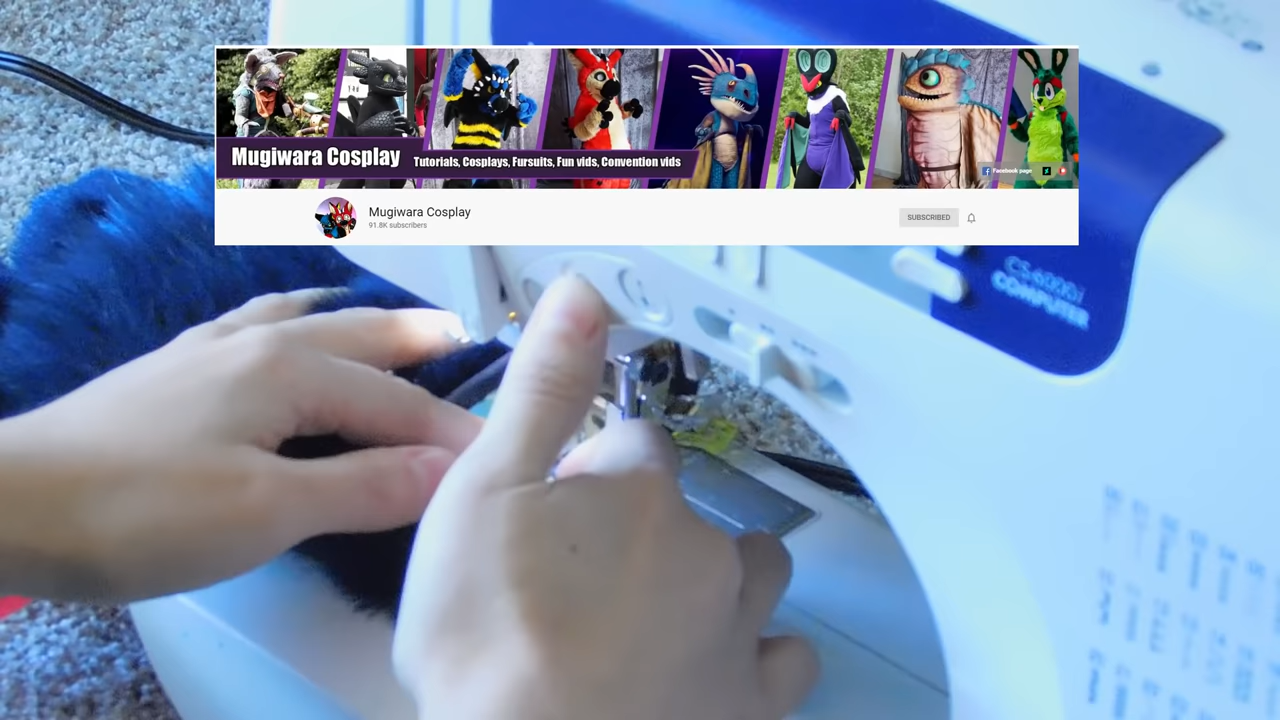 Mugiwara Cosplay
Tutorials, Cosplays, Fursuits, Fun vids, Convention vids
Facebook page
Mugiwara Cosplay
91.8K subscribers
SUBSCRIBED
CS6000i
COMPUTER